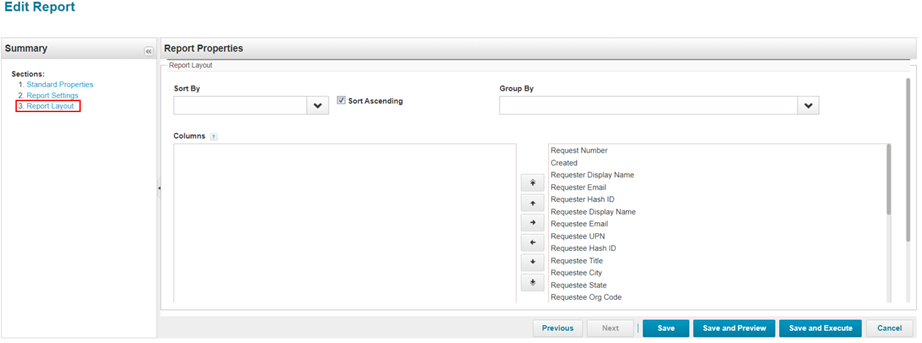 Edit Report
Summary
«
Sections:
1. Standard Properties
2. Report Settings
3. Report Layout
Report Properties
Report Layout
Sort By
Sort Ascending
Group By
Columns ?
Request Number
Created
Requester Display Name
Requester Email
Requester Hash ID
Requestee Display Name
Requestee Email
Requestee UPN
Requestee Hash ID
Requestee Title
Requestee City
Requestee State
Requestee Org Code
Previous Next Save Save and Preview Save and Execute Cancel